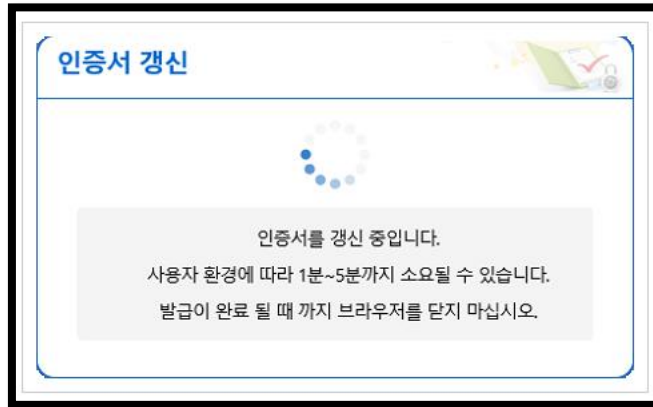 인증서 갱신
인증서를 갱신 중입니다.
사용자 환경에 따라 1분~5분까지 소요될 수 있습니다.
발급이 완료 될 때 까지 브라우저를 닫지 마십시오.